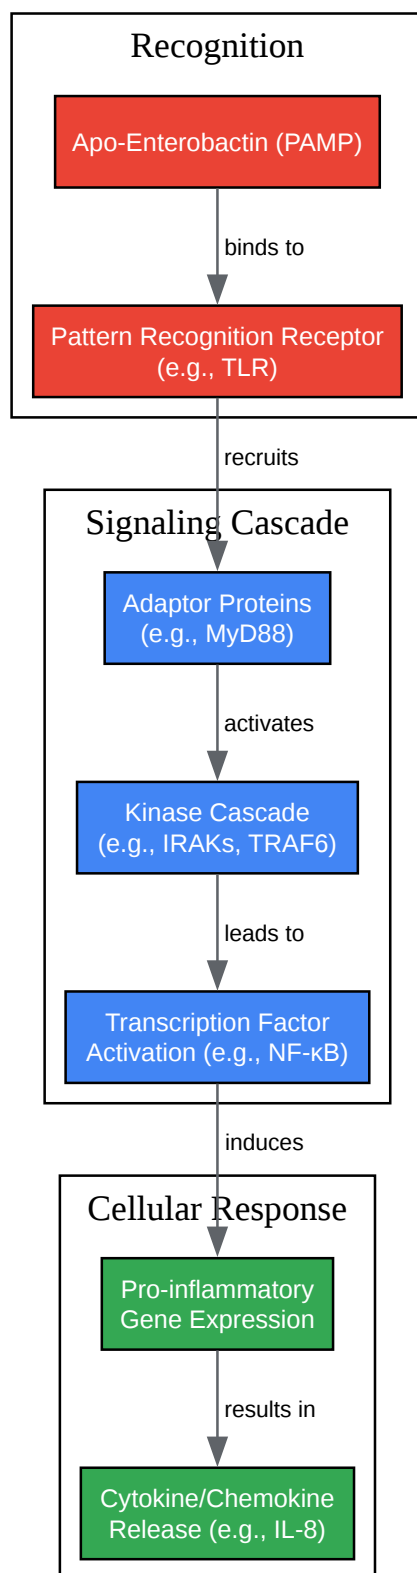 Recognition
Apo-Enterobactin (PAMP)
binds to
Pattern Recognition Receptor
(e.g., TLR)
recruits
Signaling Cascade
Adaptor Proteins
(e.g., MyD88)
activates
Kinase Cascade
(e.g., IRAKs, TRAF6)
leads to
Transcription Factor
Activation (e.g., NF-κB)
induces
Cellular Response
Pro-inflammatory
Gene Expression
results in
Cytokine/Chemokine
Release (e.g., IL-8)